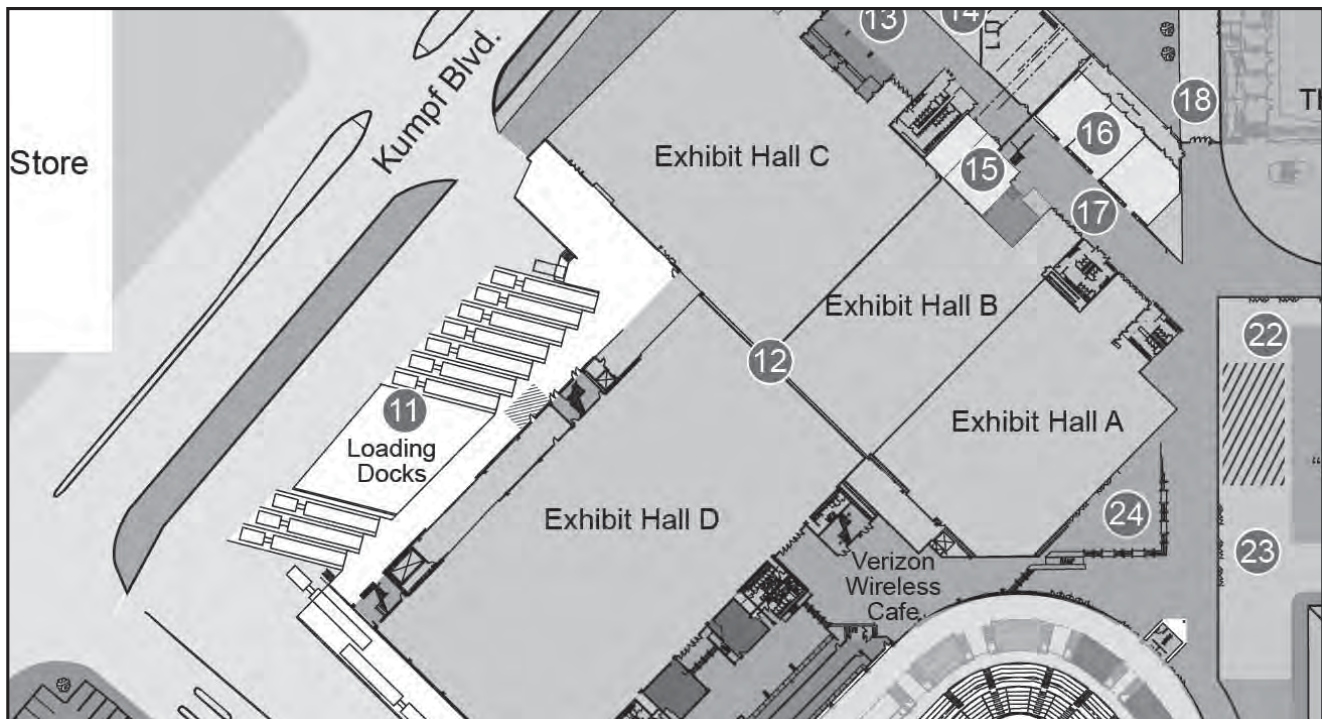 13
14
Kumpf Blvd.
18
Th
Store
Exhibit Hall C
16
15
17
Exhibit Hall B
22
12
11
Loading
Docks
Exhibit Hall A
Exhibit Hall D
24
23
Verizon
Wireless
Cafe